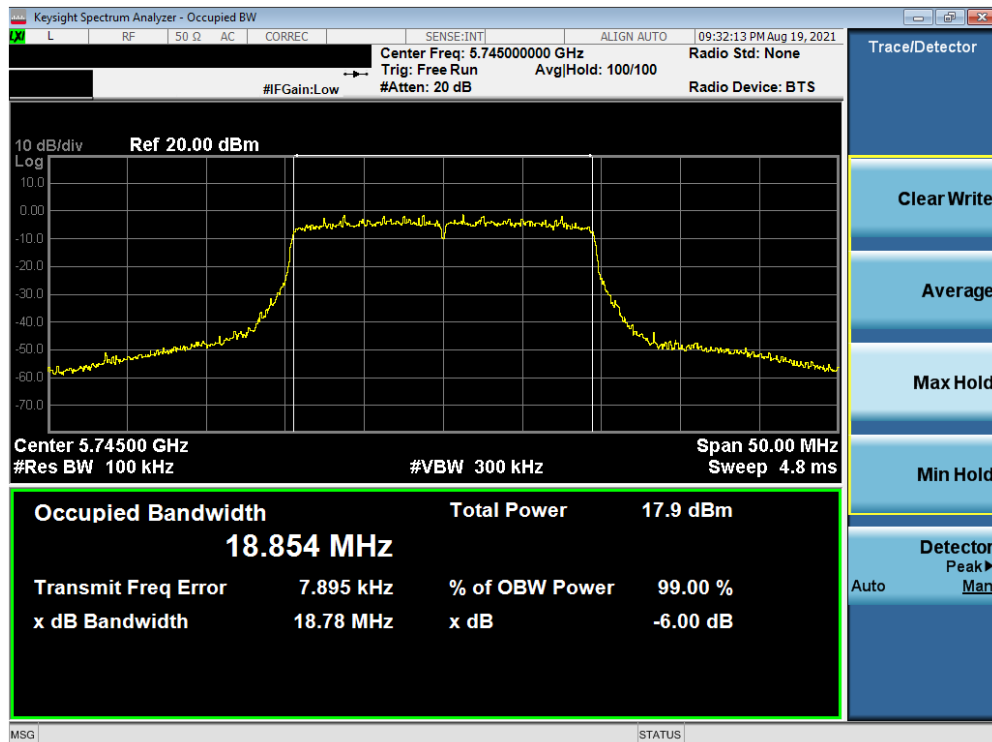 Keysight Spectrum Analyzer - Occupied BW
LXI L RF 50 Ω AC CORREC SENSE:INT ALIGN AUTO 09:32:13 PM Aug 19, 2021
Center Freq: 5.745000000 GHz Radio Std: None
Trig: Free Run Avg|Hold: 100/100
#IFGain:Low #Atten: 20 dB Radio Device: BTS
10 dB/div Ref 20.00 dBm
Log
10.0
0.00
-10.0
-20.0
-30.0
-40.0
-50.0
-60.0
-70.0
Center 5.74500 GHz Span 50.00 MHz
#Res BW 100 kHz #VBW 300 kHz Sweep 4.8 ms
Occupied Bandwidth Total Power 17.9 dBm
18.854 MHz
Transmit Freq Error 7.895 kHz % of OBW Power 99.00 %
x dB Bandwidth 18.78 MHz x dB -6.00 dB
MSG STATUS
Trace/Detector
Clear Write
Average
Max Hold
Min Hold
Detector
Peak▶
Auto Man